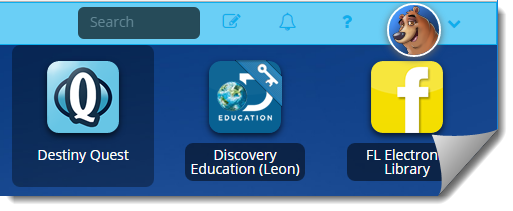 Search
?
Q
EDUCATION
f
Destiny Quest
Discovery
Education (Leon)
FL Electron
Library